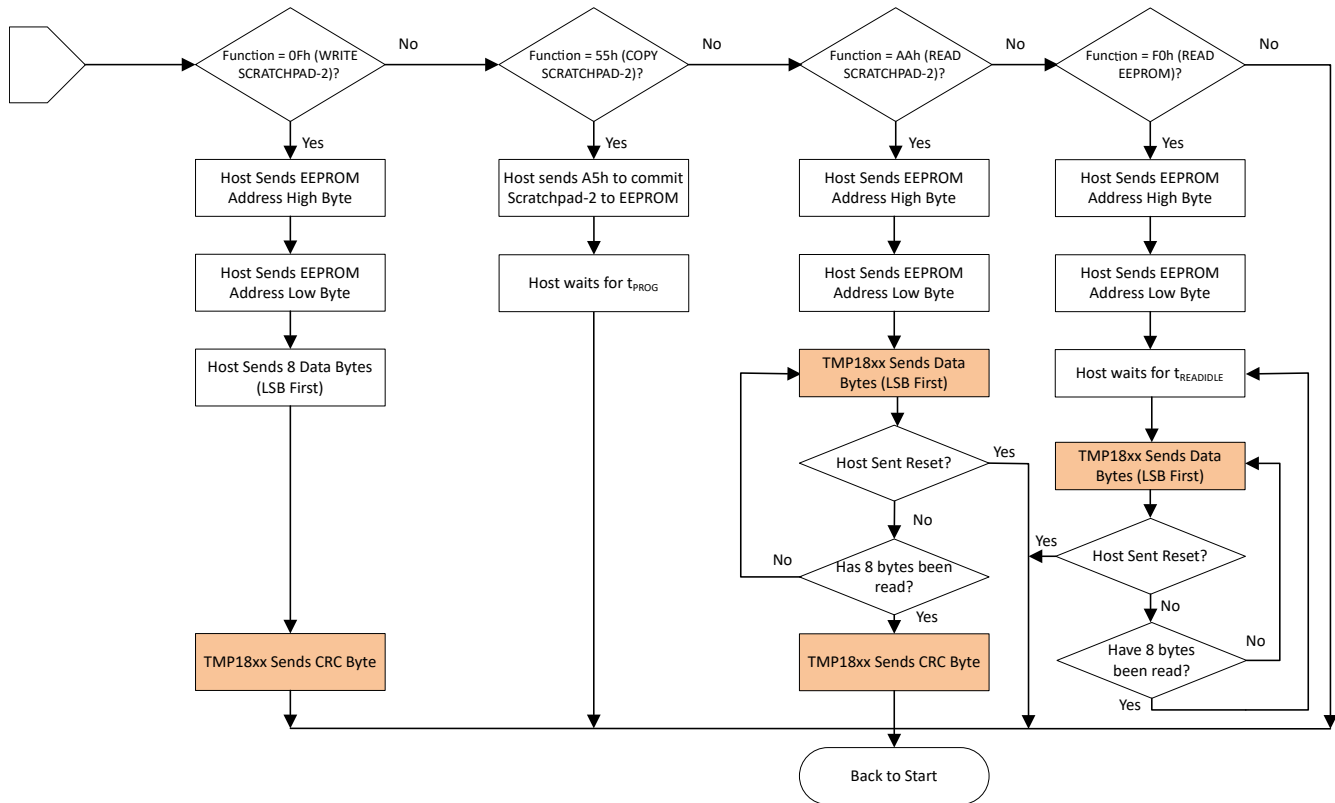 Function = 0Fh (WRITE
SCRATCHPAD-2)?
No
Function = 55h (COPY
SCRATCHPAD-2)?
No
Function = AAh (READ
SCRATCHPAD-2)?
No
Function = F0h (READ
EEPROM)?
No
Yes
Yes
Yes
Yes
Host Sends EEPROM
Address High Byte
Host sends A5h to commit
Scratchpad-2 to EEPROM
Host Sends EEPROM
Address High Byte
Host Sends EEPROM
Address High Byte
Host Sends EEPROM
Address Low Byte
Host waits for tPROG
Host Sends EEPROM
Address Low Byte
Host Sends EEPROM
Address Low Byte
Host Sends 8 Data Bytes
(LSB First)
TMP18xx Sends Data
Bytes (LSB First)
Host waits for tREADIDLE
Host Sent Reset?
Yes
TMP18xx Sends Data
Bytes (LSB First)
No
Yes
Host Sent Reset?
No
Has 8 bytes been
read?
No
Yes
Have 8 bytes
been read?
No
TMP18xx Sends CRC Byte
TMP18xx Sends CRC Byte
Yes
Back to Start